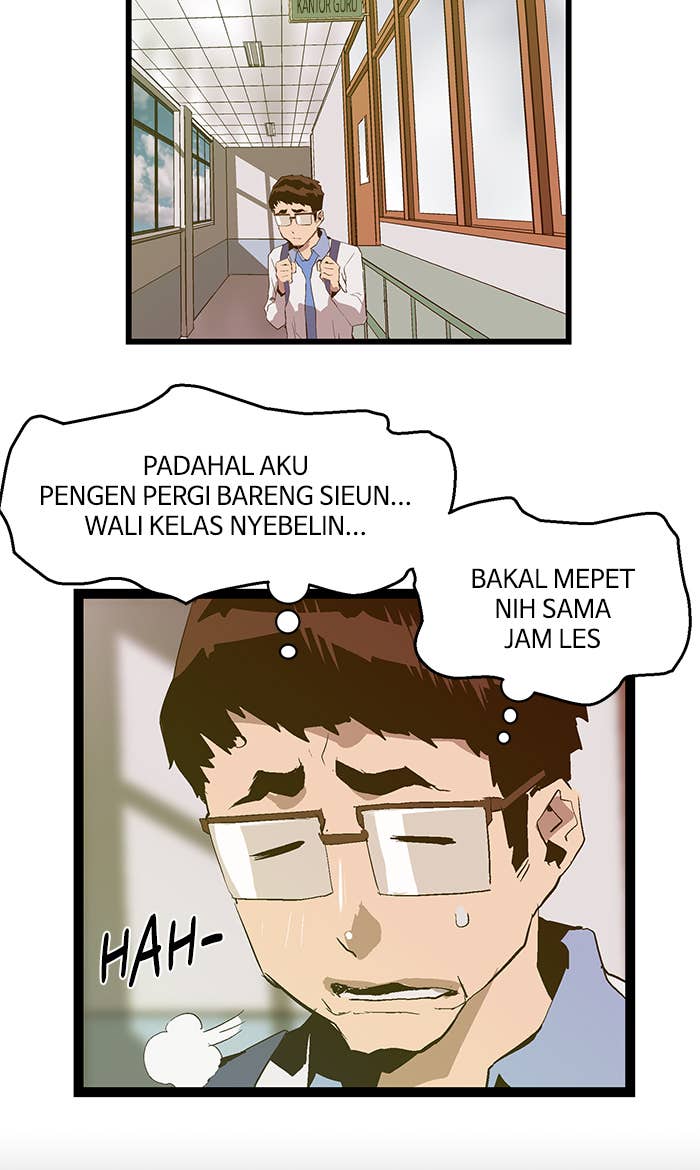 KANTOR GURU
PADAHAL AKU
PENGEN PERGI BARENG SIEUN...
WALI KELAS NYEBELIN...
BAKAL MEPET
NIH SAMA
JAM LES
HAH-